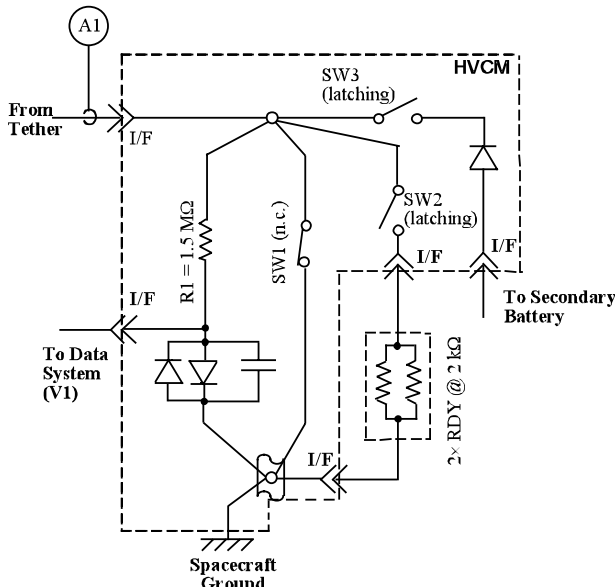 A1
HVCM
SW3
(latching)
From
Tether
I/F
R1 = 1.5 MΩ
SW1 (n.c.)
SW2
(latching)
I/F
I/F
To Secondary
Battery
I/F
To Data
System
(V1)
2× RDY @ 2 kΩ
I/F
Spacecraft
Ground